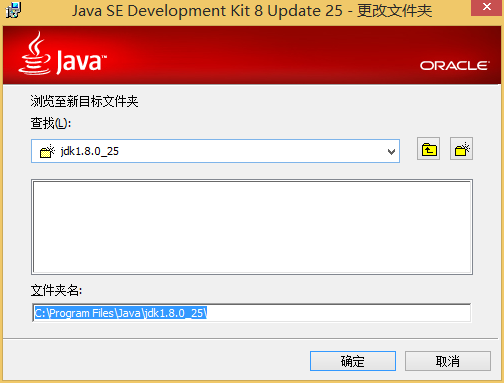 Java SE Development Kit 8 Update 25 - 更改文件夹
Java™
ORACLE
浏览至新目标文件夹
查找(L):
jdk1.8.0_25
文件夹名:
C:\Program Files\Java\jdk1.8.0_25\
确定
取消